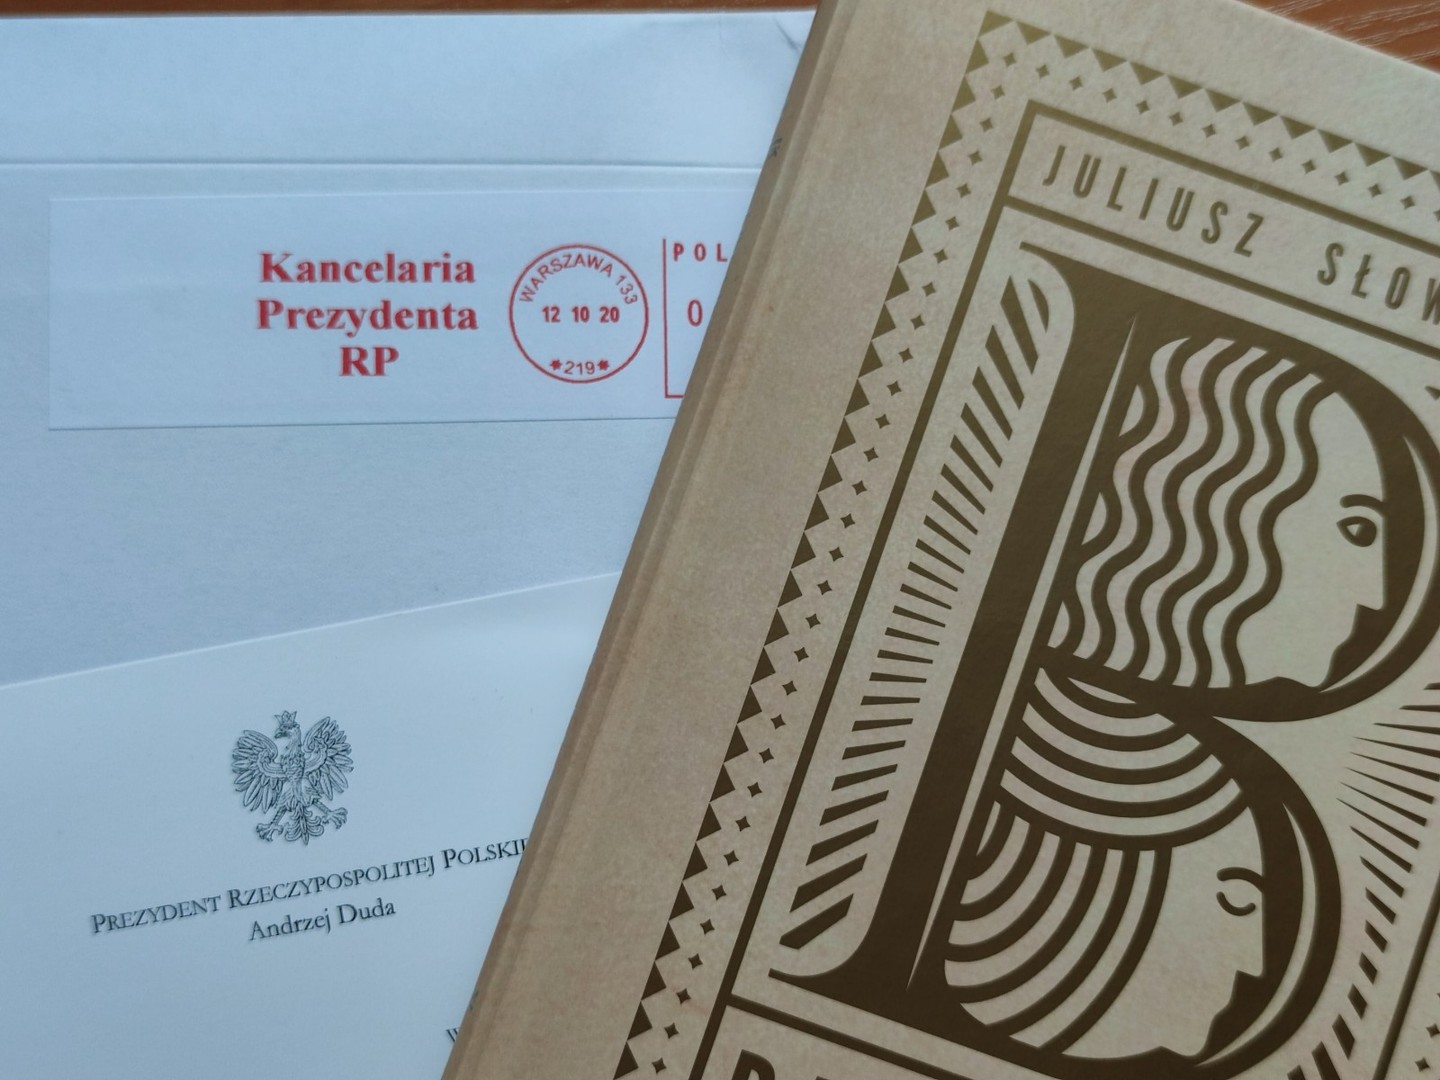 Kancelaria
Prezydenta
RP
WARSZAWA 133
12 10 20
*219*
POL
0
PREZYDENT RZECZYPOSPOLITEJ POLSKIE
Andrzej Duda
JULIUSZ SŁOW
B